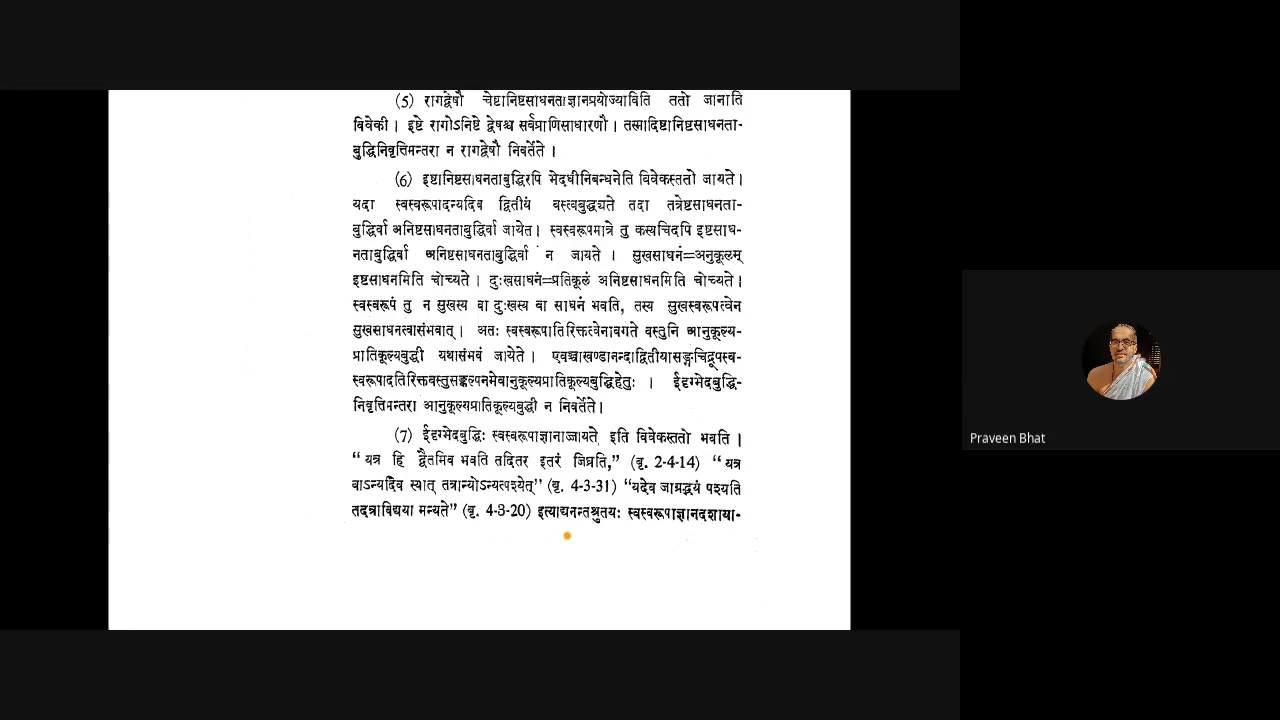 (5) रागद्वेषौ चेष्टानिष्टसाधनताज्ञानप्रयोज्याविति ततो जानाति
विवेकी । इष्टे रागोऽनिष्टे द्वेषश्च सर्वप्राणिसाधारणौ । तस्मादिष्टानिष्टसाधनता-
बुद्धिनिवृत्तिमन्तरा न रागद्वेषौ निवर्तेते ।
(6) इष्टानिष्टसाधनताबुद्धिरपि भेदधीनिबन्धनेति विवेकस्ततो जायते ।
यदा स्वस्वरूपादन्यदिव द्वितीयं वस्त्वबुद्धयते तदा तत्रेष्टसाधनता-
बुद्धिर्वा अनिष्टसाधनताबुद्धिर्वा जायेत । स्वस्वरूपमात्रे तु कस्यचिदपि इष्टसाध-
नताबुद्धिर्वा अनिष्टसाधनताबुद्धिर्वा न जायते । सुखसाधनं=अनुकूलम्
इष्टसाधनमिति चोच्यते । दुःखसाधनं=प्रतिकूलं अनिष्टसाधनमिति चोच्यते ।
स्वस्वरूपं तु न सुखस्य वा दुःखस्य वा साधनं भवति, तस्य सुखस्वरूपत्वेन
सुखसाधनत्वासंभवात् । अतः स्वस्वरूपातिरिक्तत्वेनावगते वस्तुनि आनुकूल्य-
प्रातिकूल्यबुद्धी यथासंभवं जायेते । एवञ्चाखण्डानन्दाद्वितीयासङ्गचिद्रूपस्व-
स्वरूपादतिरिक्तवस्तुसङ्कल्पनमेवानुकूल्यप्रातिकूल्यबुद्धिहेतुः । ईदृग्भेदबुद्धि-
निवृत्तिमन्तरा आनुकूल्यप्रातिकूल्यबुद्धी न निवर्तेते ।
(7) ईदृग्भेदबुद्धिः स्वस्वरूपाज्ञानाज्जायते इति विवेकस्ततो भवति ।
“ यत्र हि द्वैतमिव भवति तदितर इतरं जिघ्रति,” (बृ. 2-4-14) “ यत्र
वाऽन्यदिव स्यात् तत्रान्योऽन्यत्पश्येत्” (बृ. 4-3-31) “यदेव जाग्रद्भयं पश्यति
तदत्राविद्यया मन्यते” (बृ. 4-3-20) इत्याद्यनन्तश्रुतयः स्वस्वरूपाज्ञानदशाया-
Praveen Bhat